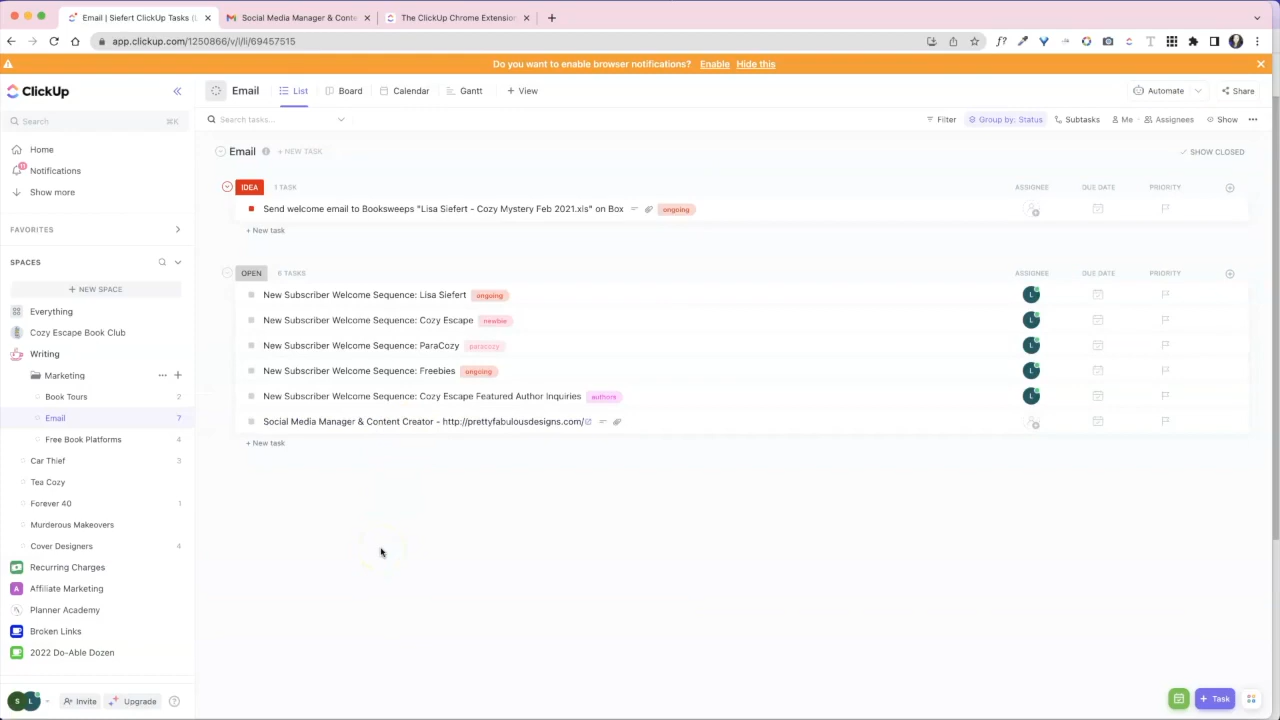 Email | Siefert ClickUp Tasks (L
Social Media Manager & Conte
The ClickUp Chrome Extension
app.clickup.com/1250866/v/l/li/69457515
f?
Do you want to enable browser notifications? Enable Hide this
ClickUp
Email List Board Calendar Gantt + View
Automate Share
Search ⌘K
Search tasks...
Filter Group by: Status Subtasks Me Assignees Show
Home
11
Notifications
Show more
FAVORITES
SPACES
+ NEW SPACE
Everything
Cozy Escape Book Club
Writing
Marketing
Book Tours 2
Email 7
Free Book Platforms 4
Car Thief 3
Tea Cozy
Forever 40 1
Murderous Makeovers
Cover Designers 4
Recurring Charges
A Affiliate Marketing
Planner Academy
Broken Links
2022 Do-Able Dozen
S L Invite Upgrade ?
Email + NEW TASK SHOW CLOSED
IDEA 1 TASK ASSIGNEE DUE DATE PRIORITY
Send welcome email to Booksweeps "Lisa Siefert - Cozy Mystery Feb 2021.xls" on Box ongoing
+ New task
OPEN 6 TASKS ASSIGNEE DUE DATE PRIORITY
New Subscriber Welcome Sequence: Lisa Siefert ongoing L
New Subscriber Welcome Sequence: Cozy Escape newbie L
New Subscriber Welcome Sequence: ParaCozy paracozy L
New Subscriber Welcome Sequence: Freebies ongoing L
New Subscriber Welcome Sequence: Cozy Escape Featured Author Inquiries authors L
Social Media Manager & Content Creator - http://prettyfabulousdesigns.com/
+ New task
+ Task